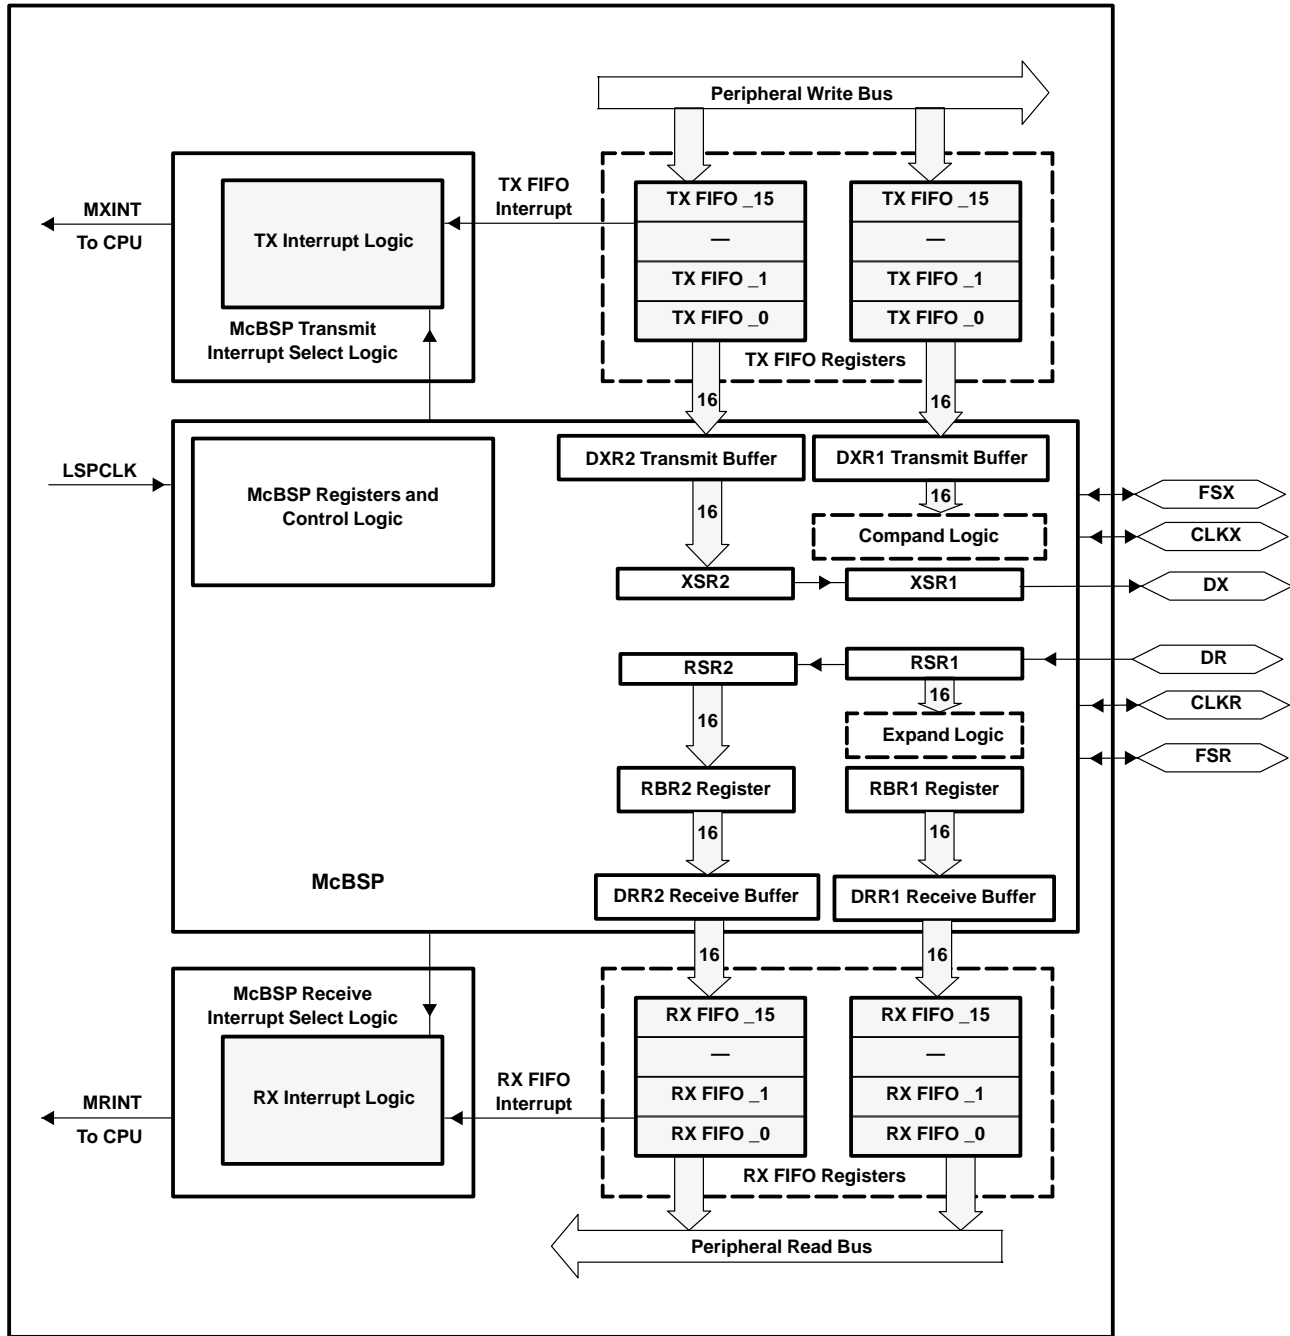 Peripheral Write Bus
MXINT
To CPU
TX Interrupt Logic
McBSP Transmit
Interrupt Select Logic
TX FIFO
Interrupt
TX FIFO _15
—
TX FIFO _1
TX FIFO _0
TX FIFO _15
—
TX FIFO _1
TX FIFO _0
TX FIFO Registers
16
16
LSPCLK
McBSP Registers and
Control Logic
DXR2 Transmit Buffer
DXR1 Transmit Buffer
16
16
Compand Logic
XSR2
XSR1
FSX
CLKX
DX
RSR2
RSR1
DR
16
16
Expand Logic
CLKR
FSR
RBR2 Register
RBR1 Register
16
16
McBSP
DRR2 Receive Buffer
DRR1 Receive Buffer
16
16
McBSP Receive
Interrupt Select Logic
RX Interrupt Logic
MRINT
To CPU
RX FIFO
Interrupt
RX FIFO _15
—
RX FIFO _1
RX FIFO _0
RX FIFO _15
—
RX FIFO _1
RX FIFO _0
RX FIFO Registers
Peripheral Read Bus